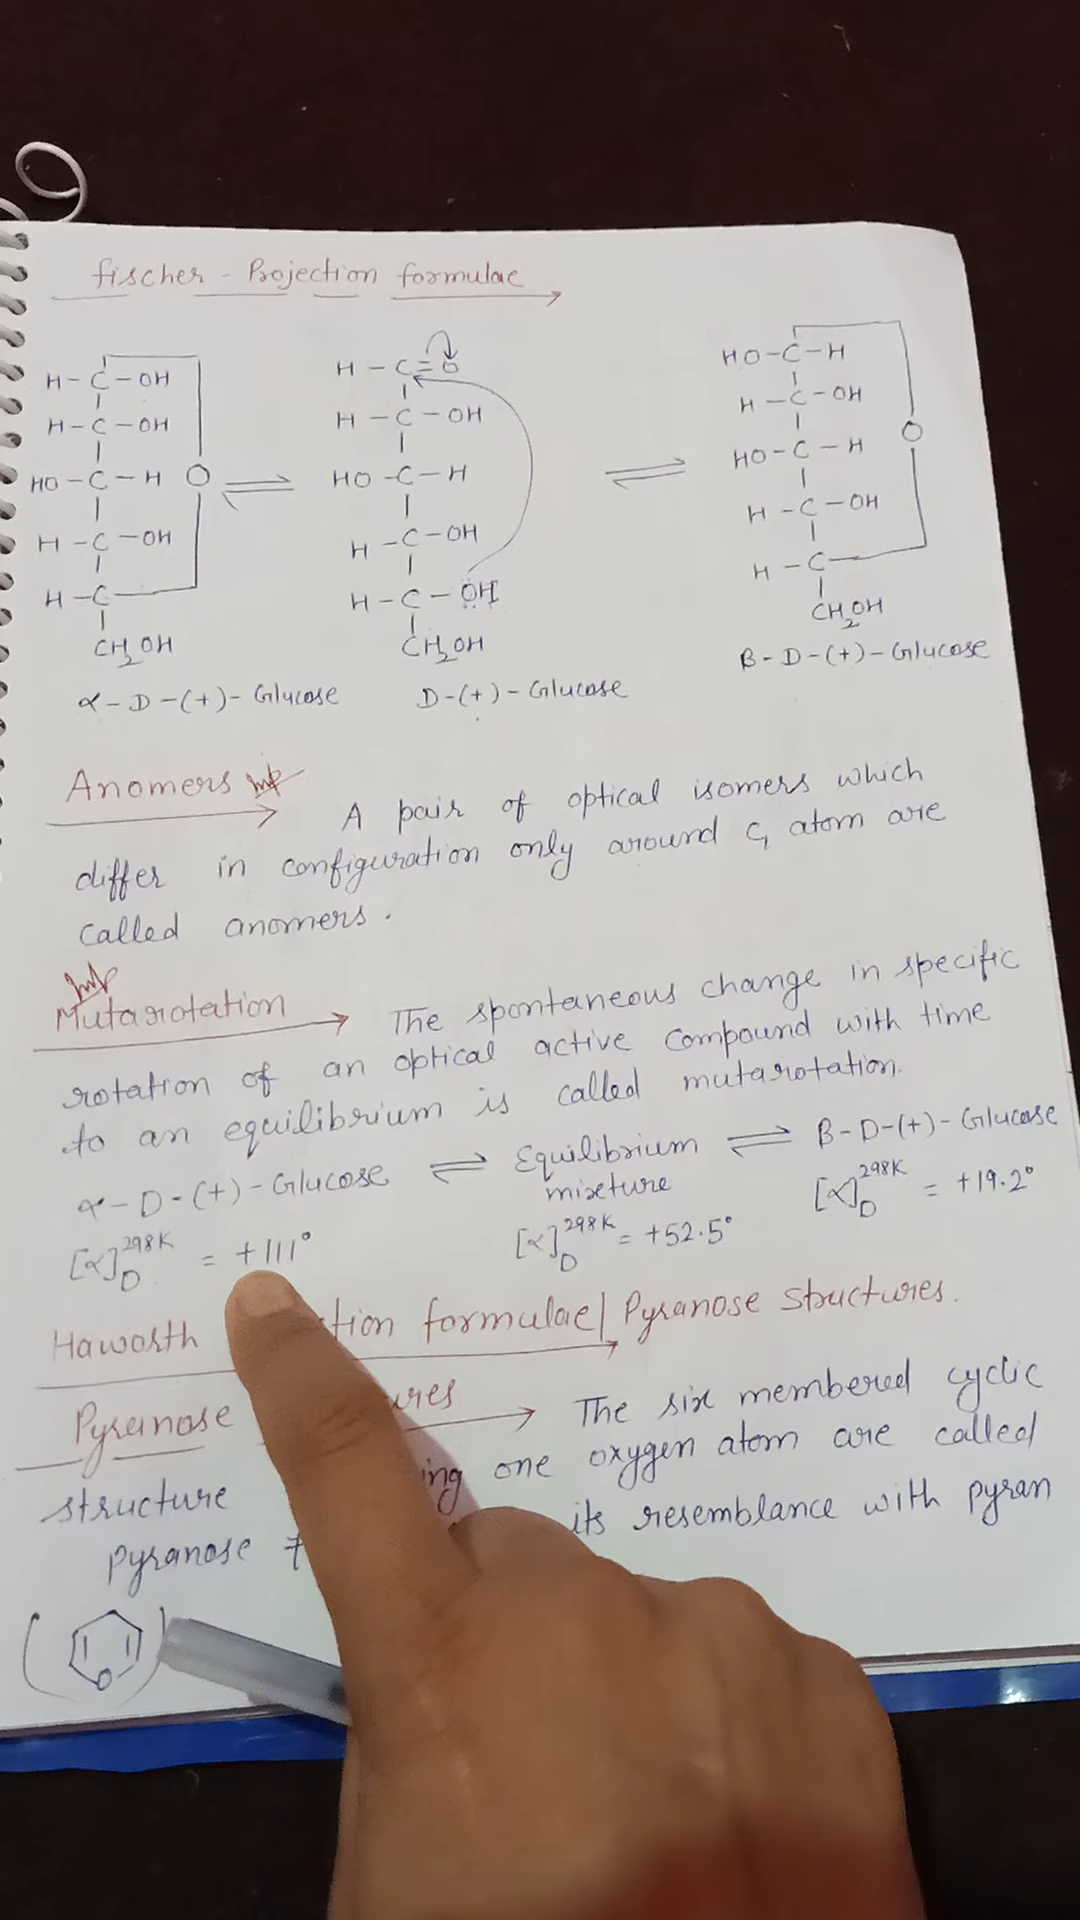 fischer - Projection formulae
H-C-OH
H-C-OH
HO-C-H O
H-C-OH
H-C
CH2OH
α-D-(+)-Glucose
H-C=O
H-C-OH
HO-C-H
H-C-OH
H-C-OH
CH2OH
D-(+)-Glucose
HO-C-H
H-C-OH
HO-C-H O
H-C-OH
H-C
CH2OH
B-D-(+)-Glucose
Anomers Imp
A pair of optical isomers which
differ in configuration only around C1 atom are
called anomers.
Imp
Mutarotation
The spontaneous change in specific
rotation of an optical active compound with time
to an equilibrium is called mutarotation.
α-D-(+)-Glucose ⇌ Equilibrium mixture ⇌ B-D-(+)-Glucose
[α]D 298K = +111° [α]D 298K = +52.5° [α]D 298K = +19.2°
Haworth formulae/Pyranose structures.
Pyranose
The six membered cyclic
structure one oxygen atom are called
pyranose its resemblance with pyran
(O)